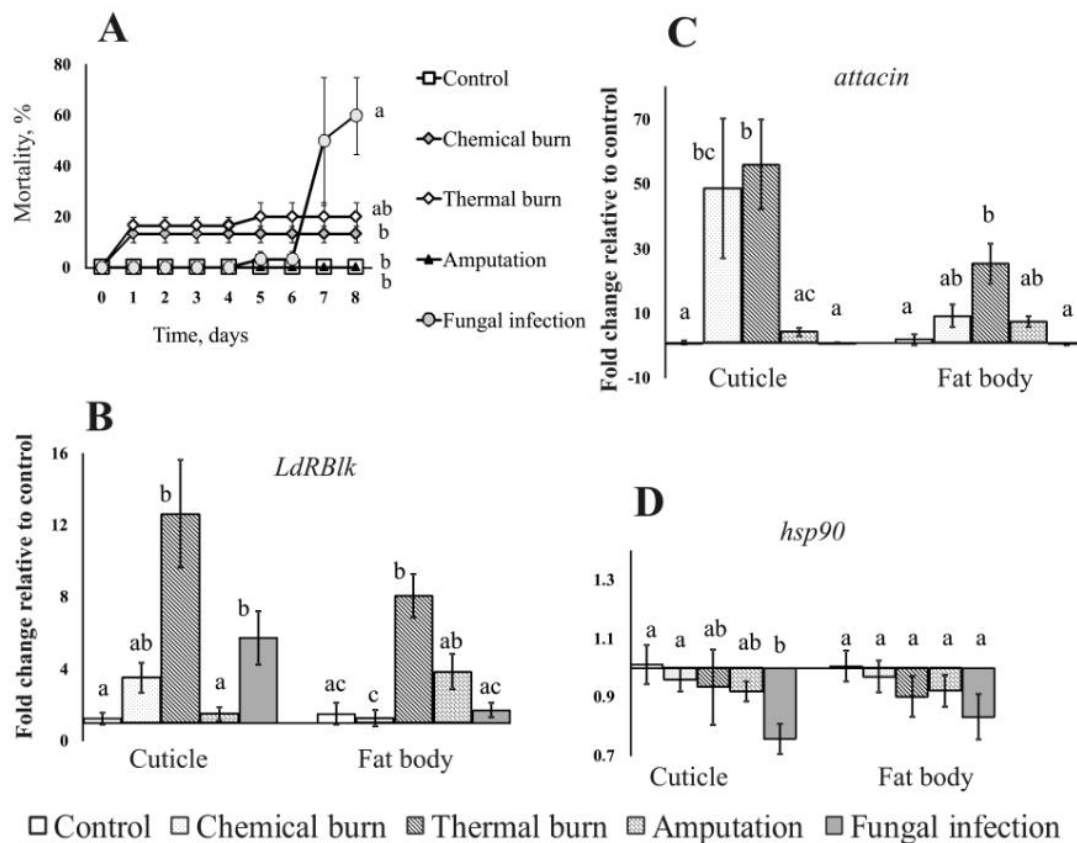 A
Mortality, %
80
60
40
20
0
a
ab
b
b
b
0 1 2 3 4 5 6 7 8
Time, days
Control
Chemical burn
Thermal burn
Amputation
Fungal infection
C
attacin
Fold change relative to control
70
50
30
10
-10
a bc b ac a a ab b ab a
Cuticle Fat body
B
LdRBlk
Fold change relative to control
16
12
8
4
0
a ab b a b ac c b ab ac
Cuticle Fat body
D
hsp90
1.3
1.1
0.9
0.7
a a ab ab b a a a a a
Cuticle Fat body
Control Chemical burn Thermal burn Amputation Fungal infection